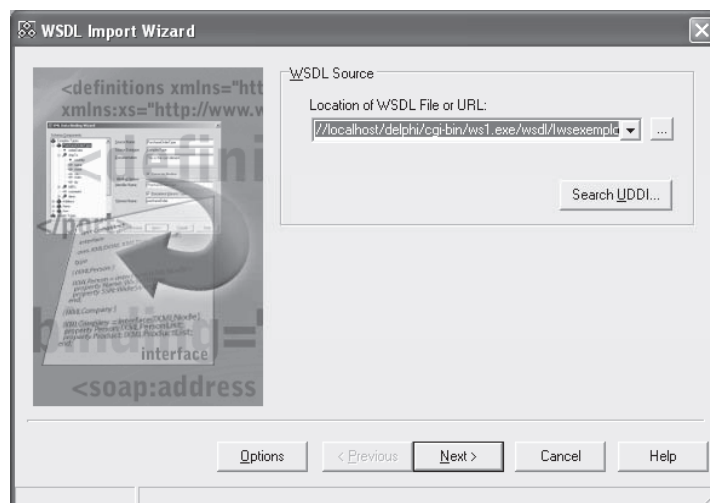 WSDL Import Wizard
<definitions xmlns="htt
xmlns:xs="http://www.w
<defini
</port>
binding="
interface
<soap:address
WSDL Source
Location of WSDL File or URL:
//localhost/delphi/cgi-bin/ws1.exe/wsdl/Iwsexemplo
...
Search UDDI...
Options
< Previous
Next >
Cancel
Help